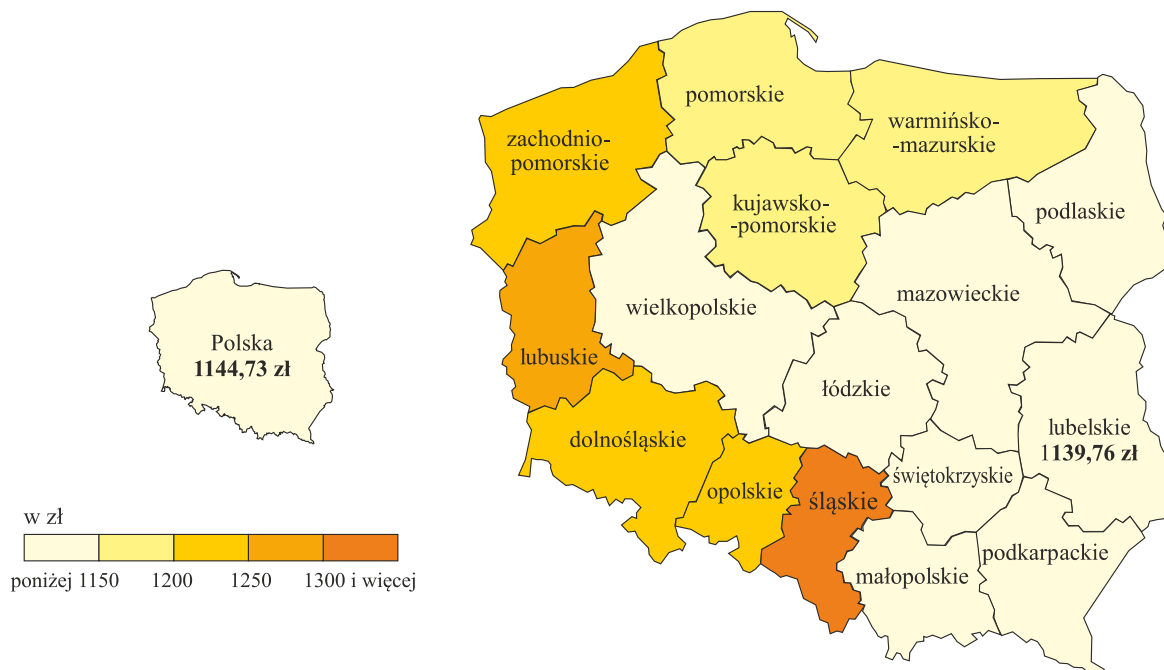 pomorskie
warmińsko-
-mazurskie
zachodnio-
pomorskie
kujawsko-
-pomorskie
podlaskie
mazowieckie
wielkopolskie
Polska
1144,73 zł
lubuskie
łódzkie
lubelskie
1139,76 zł
dolnośląskie
świętokrzyskie
opolskie
śląskie
w zł
podkarpackie
małopolskie
poniżej 1150 1200 1250 1300 i więcej